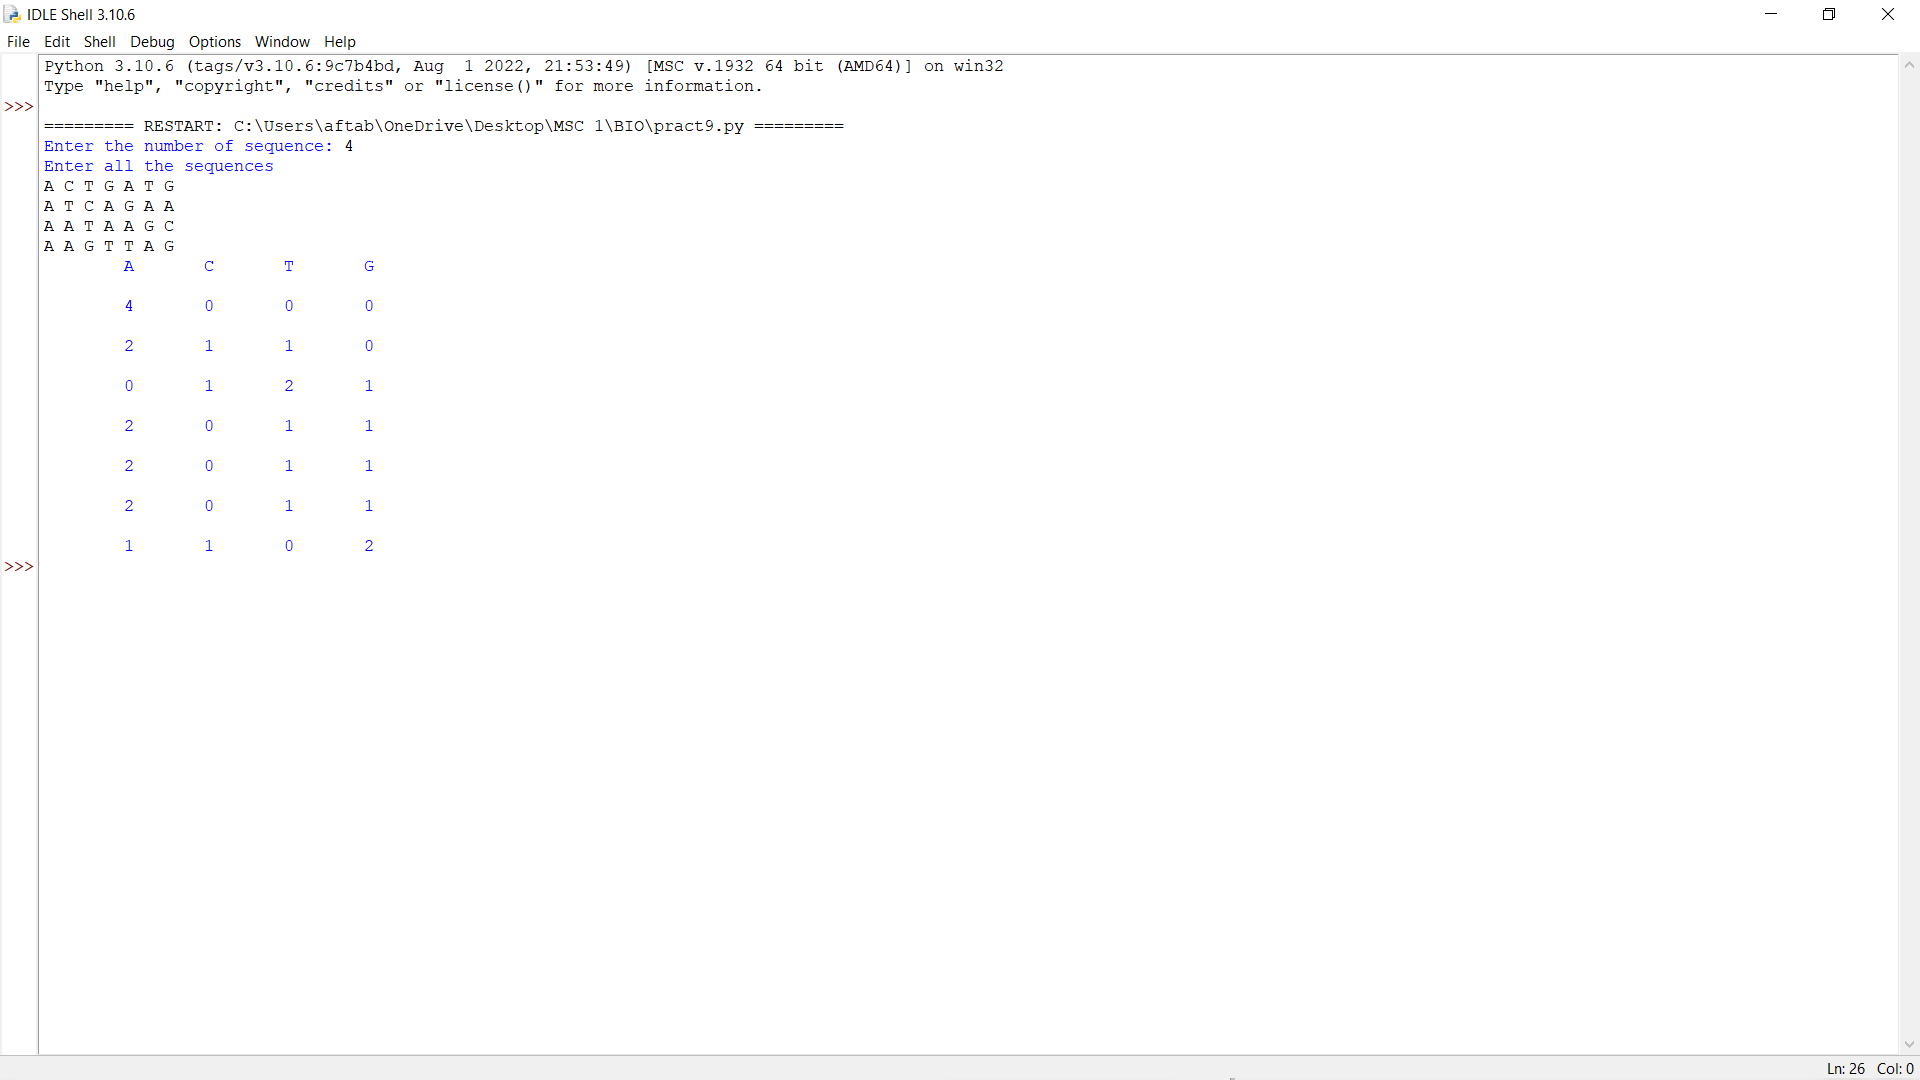 IDLE Shell 3.10.6
File Edit Shell Debug Options Window Help
Python 3.10.6 (tags/v3.10.6:9c7b4bd, Aug  1 2022, 21:53:49) [MSC v.1932 64 bit (AMD64)] on win32
Type "help", "copyright", "credits" or "license()" for more information.
>>>
========= RESTART: C:\Users\aftab\OneDrive\Desktop\MSC 1\BIO\pract9.py =========
Enter the number of sequence: 4
Enter all the sequences
A C T G A T G
A T C A G A A
A A T A A G C
A A G T T A G
A C T G
4 0 0 0
2 1 1 0
0 1 2 1
2 0 1 1
2 0 1 1
2 0 1 1
1 1 0 2
>>>
Ln: 26 Col: 0